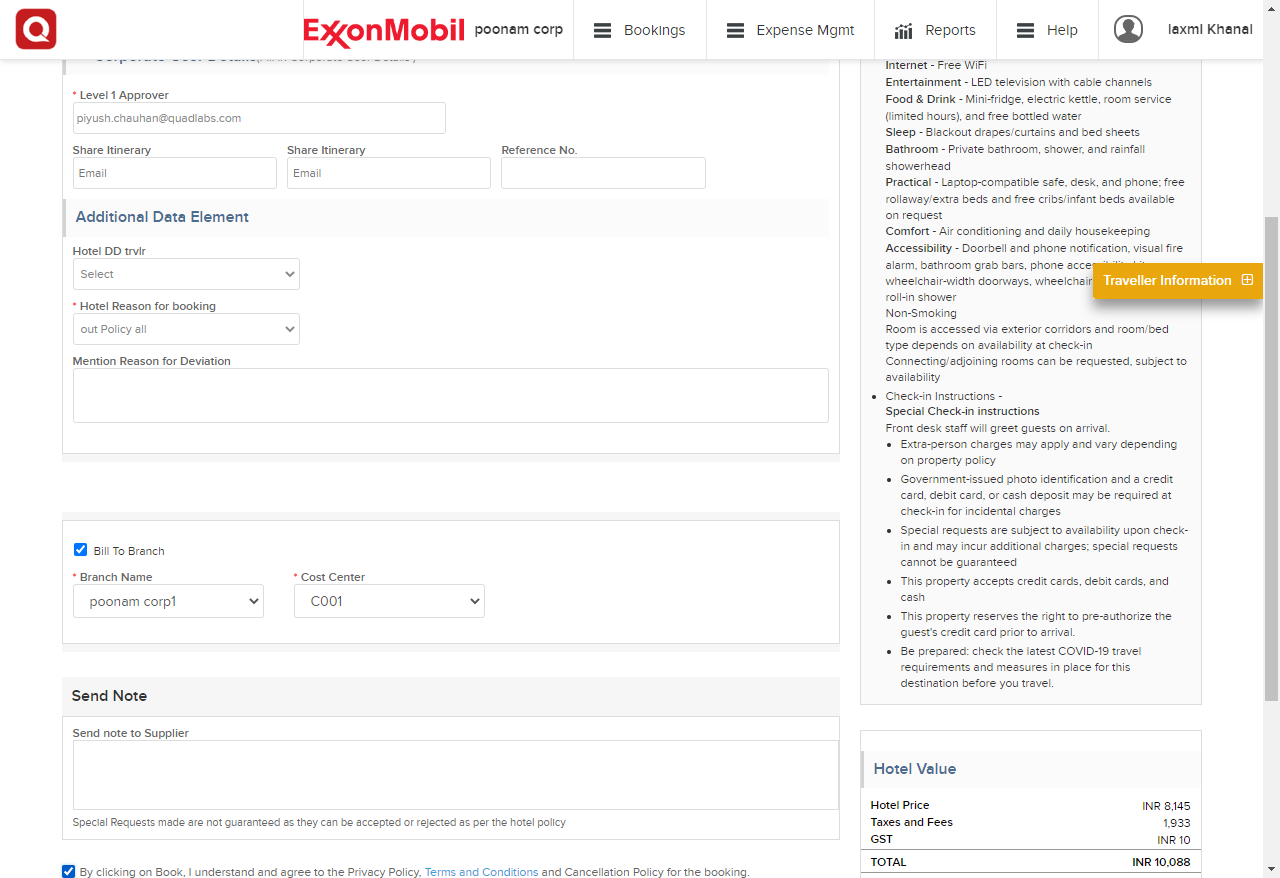 Q
ExxonMobil
poonam corp
Bookings
Expense Mgmt
Reports
Help
laxmi Khanal
* Level 1 Approver
piyush.chauhan@quadlabs.com
Share Itinerary
Share Itinerary
Reference No.
Email
Email
Additional Data Element
Hotel DD trvlr
Select
* Hotel Reason for booking
out Policy all
Mention Reason for Deviation
Bill To Branch
* Branch Name
* Cost Center
poonam corp1
C001
Send Note
Send note to Supplier
Special Requests made are not guaranteed as they can be accepted or rejected as per the hotel policy
By clicking on Book, I understand and agree to the Privacy Policy, Terms and Conditions and Cancellation Policy for the booking.
Internet - Free WiFi
Entertainment - LED television with cable channels
Food & Drink - Mini-fridge, electric kettle, room service
(limited hours), and free bottled water
Sleep - Blackout drapes/curtains and bed sheets
Bathroom - Private bathroom, shower, and rainfall
showerhead
Practical - Laptop-compatible safe, desk, and phone; free
rollaway/extra beds and free cribs/infant beds available
on request
Comfort - Air conditioning and daily housekeeping
Accessibility - Doorbell and phone notification, visual fire
alarm, bathroom grab bars, phone
wheelchair-width doorways, wheelchair
roll-in shower
Traveller Information
Non-Smoking
Room is accessed via exterior corridors and room/bed
type depends on availability at check-in
Connecting/adjoining rooms can be requested, subject to
availability
• Check-in Instructions -
Special Check-in instructions
Front desk staff will greet guests on arrival.
• Extra-person charges may apply and vary depending
on property policy
• Government-issued photo identification and a credit
card, debit card, or cash deposit may be required at
check-in for incidental charges
• Special requests are subject to availability upon check-
in and may incur additional charges; special requests
cannot be guaranteed
• This property accepts credit cards, debit cards, and
cash
• This property reserves the right to pre-authorize the
guest's credit card prior to arrival.
• Be prepared: check the latest COVID-19 travel
requirements and measures in place for this
destination before you travel.
Hotel Value
Hotel Price INR 8,145
Taxes and Fees 1,933
GST INR 10
TOTAL INR 10,088